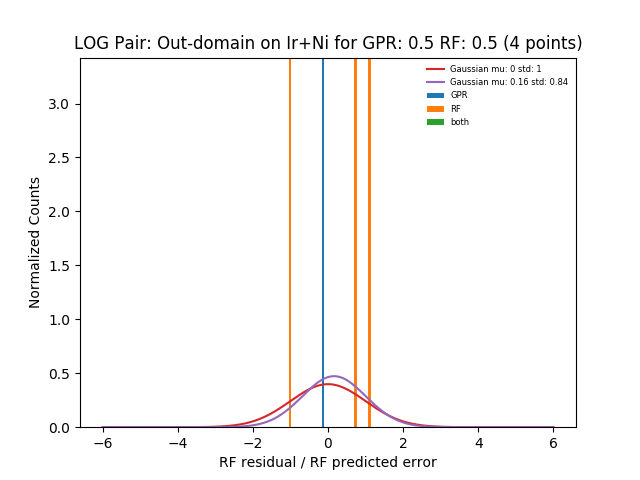 LOG Pair: Out-domain on Ir+Ni for GPR: 0.5 RF: 0.5 (4 points)
Gaussian mu: 0 std: 1
Gaussian mu: 0.16 std: 0.84
GPR
RF
both
Normalized Counts
3.0
2.5
2.0
1.5
1.0
0.5
0.0
−6
−4
−2
0
2
4
6
RF residual / RF predicted error